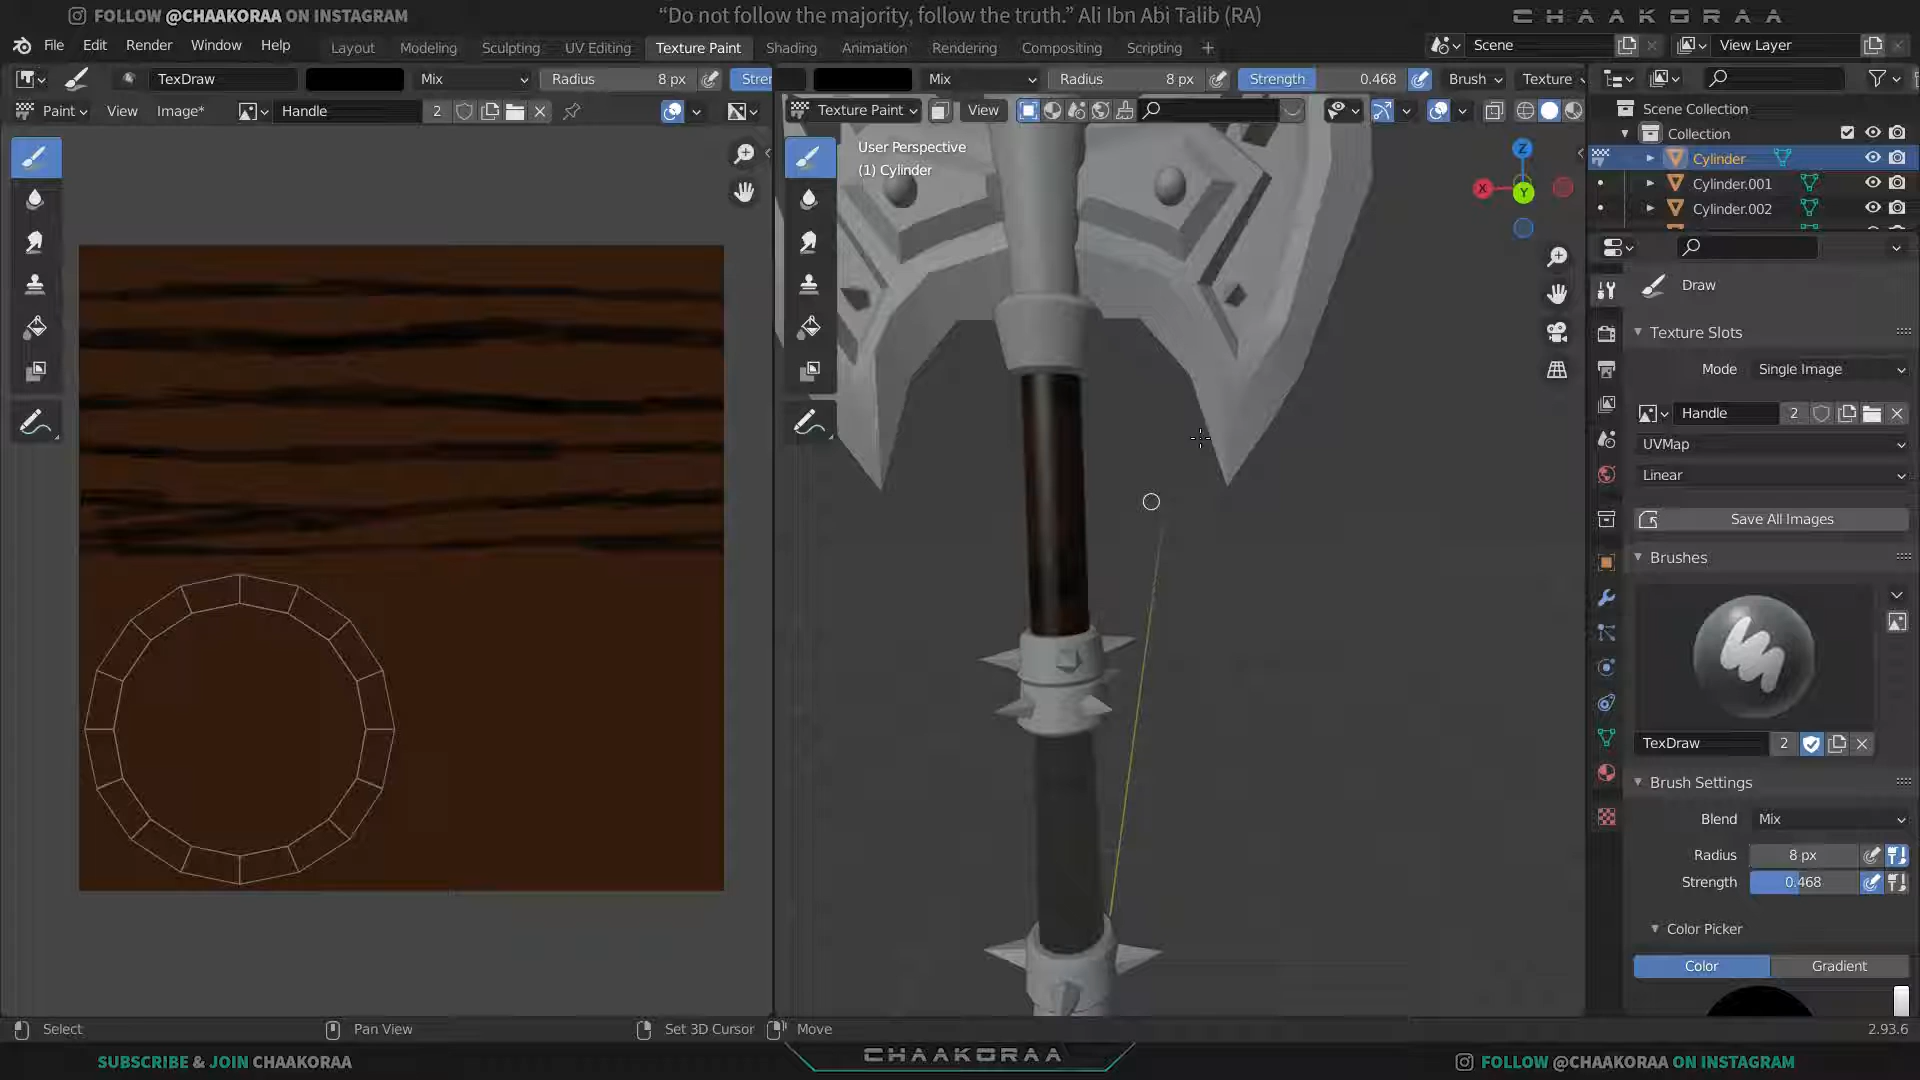 FOLLOW @CHAAKORAA ON INSTAGRAM
“Do not follow the majority, follow the truth.” Ali Ibn Abi Talib (RA)
CHAAKORAA
File Edit Render Window Help
Layout Modeling Sculpting UV Editing Texture Paint Shading Animation Rendering Compositing Scripting
Scene
View Layer
TexDraw Mix Radius 8 px Stren
Mix Radius 8 px Strength 0.468 Brush Texture
Paint View Image* Handle 2
Texture Paint View
Scene Collection
Collection
Cylinder
Cylinder.001
Cylinder.002
User Perspective
(1) Cylinder
Z
X
Y
Draw
Texture Slots
Mode Single Image
Handle 2
UVMap
Linear
Save All Images
Brushes
TexDraw 2
Brush Settings
Blend Mix
Radius 8 px
Strength 0.468
Color Picker
Color Gradient
Select Pan View Set 3D Cursor Move
2.93.6
SUBSCRIBE & JOIN CHAAKORAA
CHAAKORAA
FOLLOW @CHAAKORAA ON INSTAGRAM